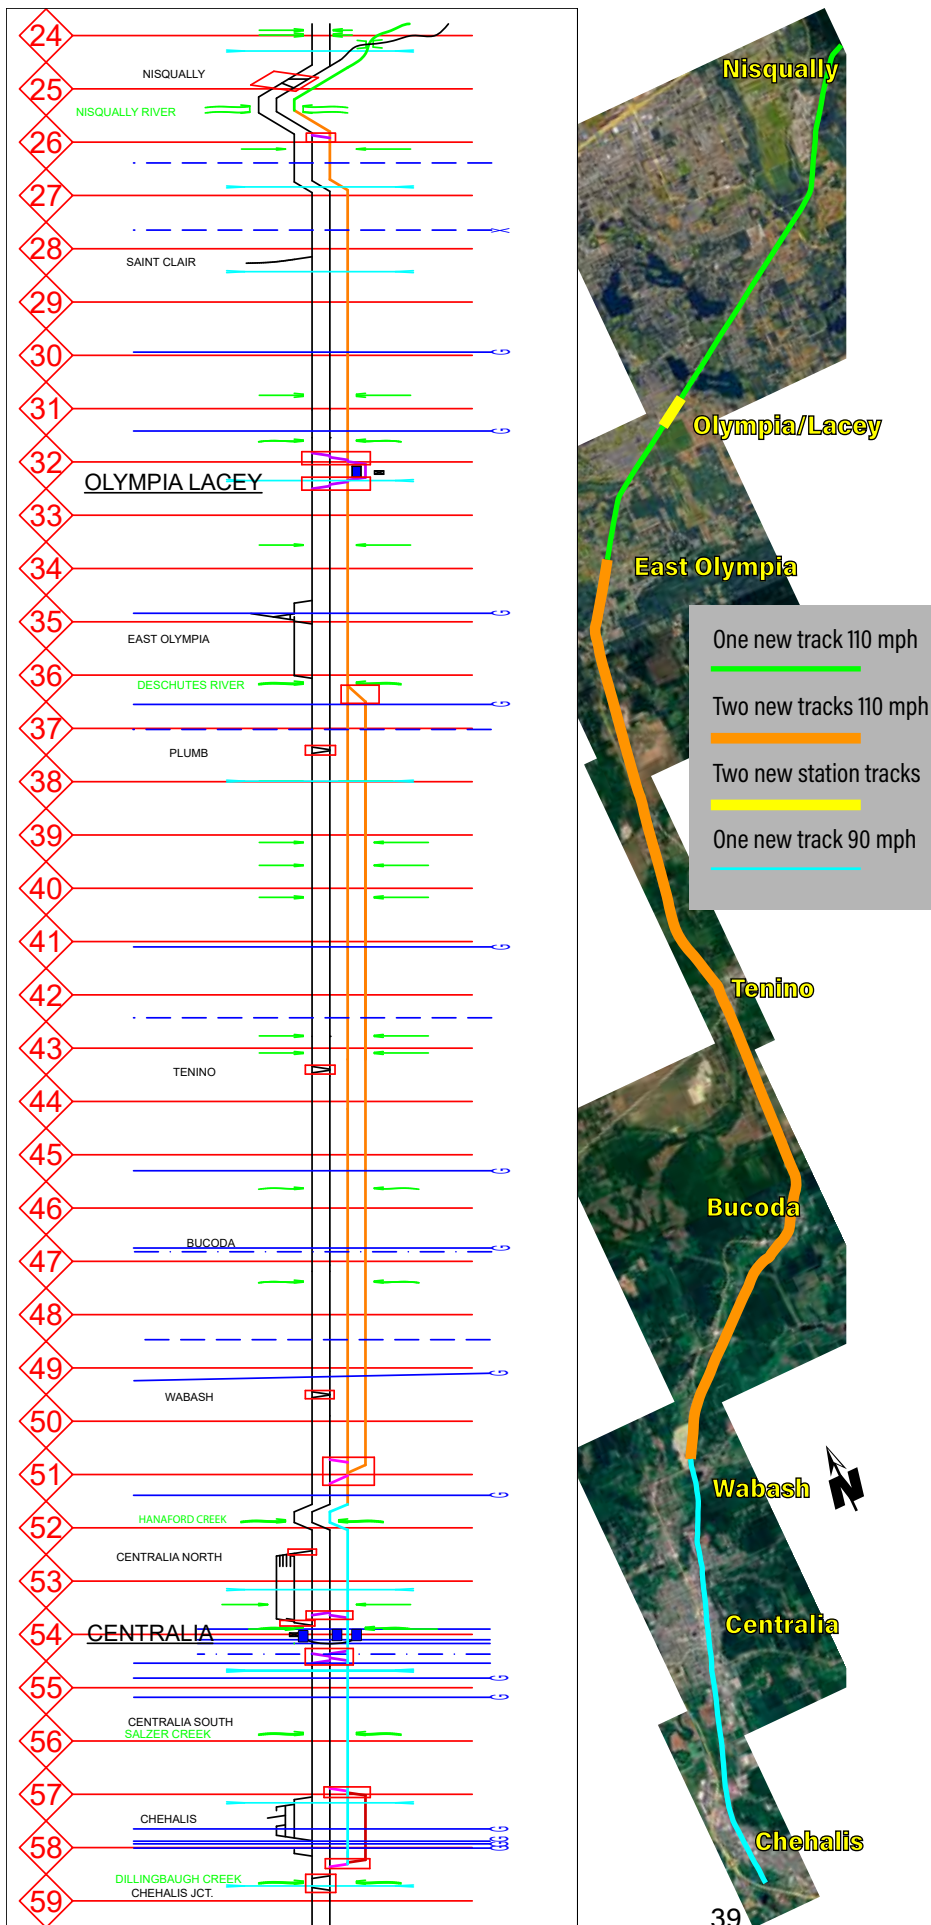 24
NISQUALLY
25
NISQUALLY RIVER
26
27
28
SAINT CLAIR
29
30
G
31
G
32
OLYMPIA LACEY
33
34
G
35
EAST OLYMPIA
36
DESCHUTES RIVER
G
37
PLUMB
38
39
40
41
G
42
43
TENINO
44
45
G
46
BUCODA
G
47
48
49
G
WABASH
50
51
G
52
HANAFORD CREEK
CENTRALIA NORTH
53
54
CENTRALIA
G
55
G
CENTRALIA SOUTH
SALZER CREEK
56
57
CHEHALIS
G
58
G
DILLINGBAUGH CREEK
CHEHALIS JCT.
59
Nisqually
Olympia/Lacey
East Olympia
One new track 110 mph
Two new tracks 110 mph
Two new station tracks
One new track 90 mph
Tenino
Bucoda
Wabash
N
Centralia
Chehalis
39